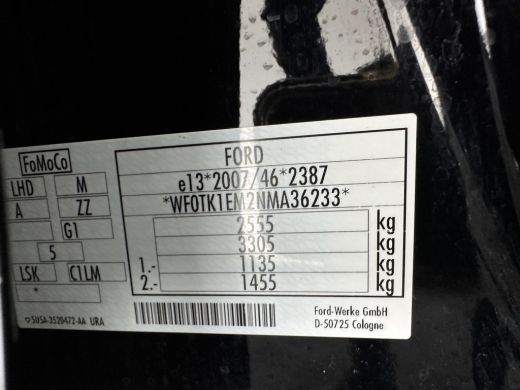 FoMoCo
FORD
e13*2007/46*2387
*WF0TK1EM2NMA36233*
LHD M
A ZZ
G1
5
LSK C1LM
*
2555 kg
3305 kg
1.- 1135 kg
2.- 1455 kg
5U5A-3520472-AA URA
Ford-Werke GmbH
D-50725 Cologne